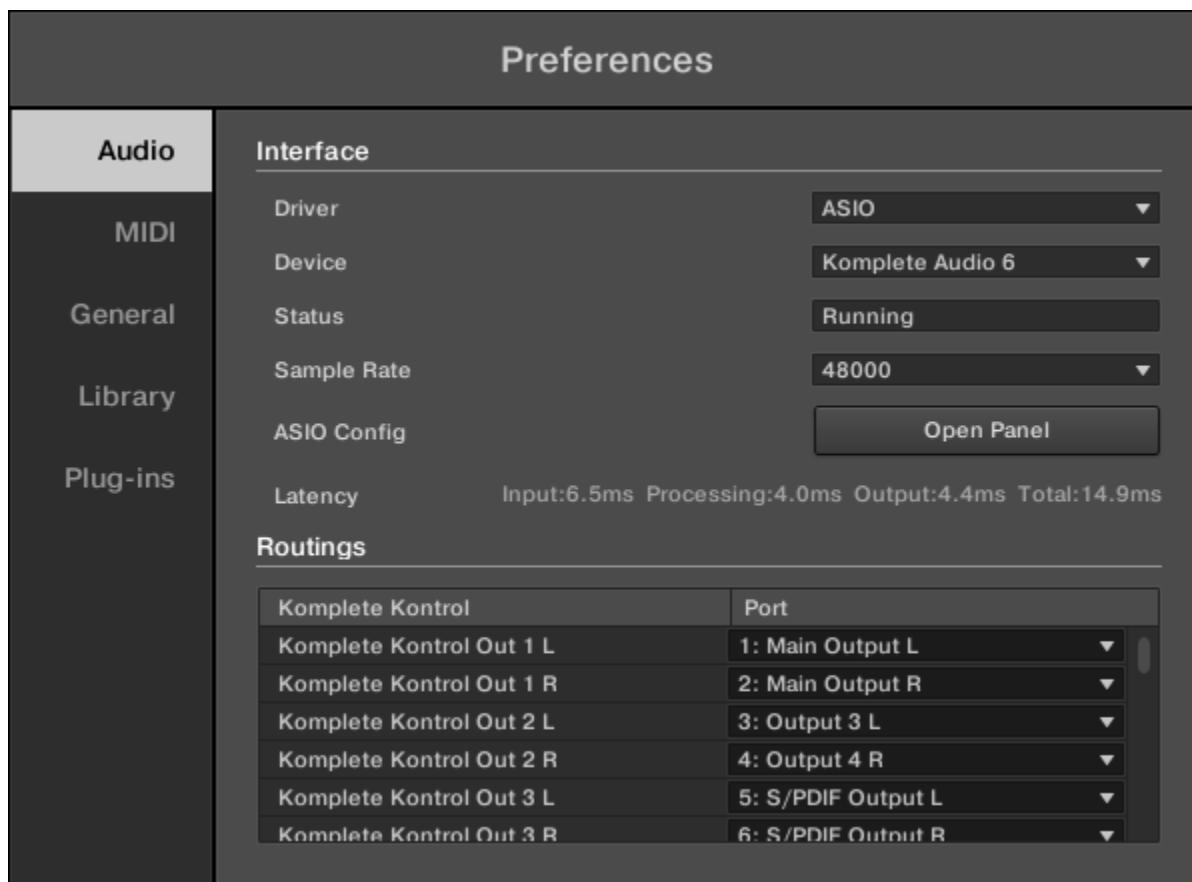 Preferences
Audio
MIDI
General
Library
Plug-ins
Interface
Driver ASIO
Device Komplete Audio 6
Status Running
Sample Rate 48000
ASIO Config Open Panel
Latency Input:6.5ms Processing:4.0ms Output:4.4ms Total:14.9ms
Routings
Komplete Kontrol Port
Komplete Kontrol Out 1 L 1: Main Output L
Komplete Kontrol Out 1 R 2: Main Output R
Komplete Kontrol Out 2 L 3: Output 3 L
Komplete Kontrol Out 2 R 4: Output 4 R
Komplete Kontrol Out 3 L 5: S/PDIF Output L
Komplete Kontrol Out 3 R 6: S/PDIF Output R